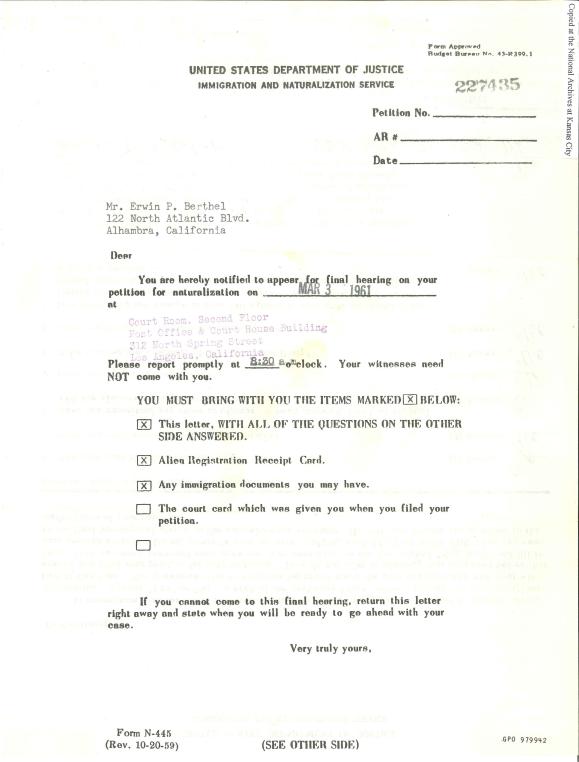 Copied at the National Archives at Kansas City
Form Approved
Budget Bureau No. 43-R399.1
UNITED STATES DEPARTMENT OF JUSTICE
IMMIGRATION AND NATURALIZATION SERVICE
227435
Petition No.
AR #
Date
Mr. Erwin P. Berthel
122 North Atlantic Blvd.
Alhambra, California
Dear
You are hereby notified to appear for final hearing on your
petition for naturalization on MAR 3 1961
at
Court Room, Second Floor
Post Office & Court House Building
312 North Spring Street
Los Angeles, California
Please report promptly at 8:30 a.m. o'clock. Your witnesses need
NOT come with you.
YOU MUST BRING WITH YOU THE ITEMS MARKED X BELOW:
X This letter, WITH ALL OF THE QUESTIONS ON THE OTHER
SIDE ANSWERED.
X Alien Registration Receipt Card.
X Any immigration documents you may have.
The court card which was given you when you filed your
petition.
If you cannot come to this final hearing, return this letter
right away and state when you will be ready to go ahead with your
case.
Very truly yours,
Form N-445
(Rev. 10-20-59)
(SEE OTHER SIDE)
GPO 979942